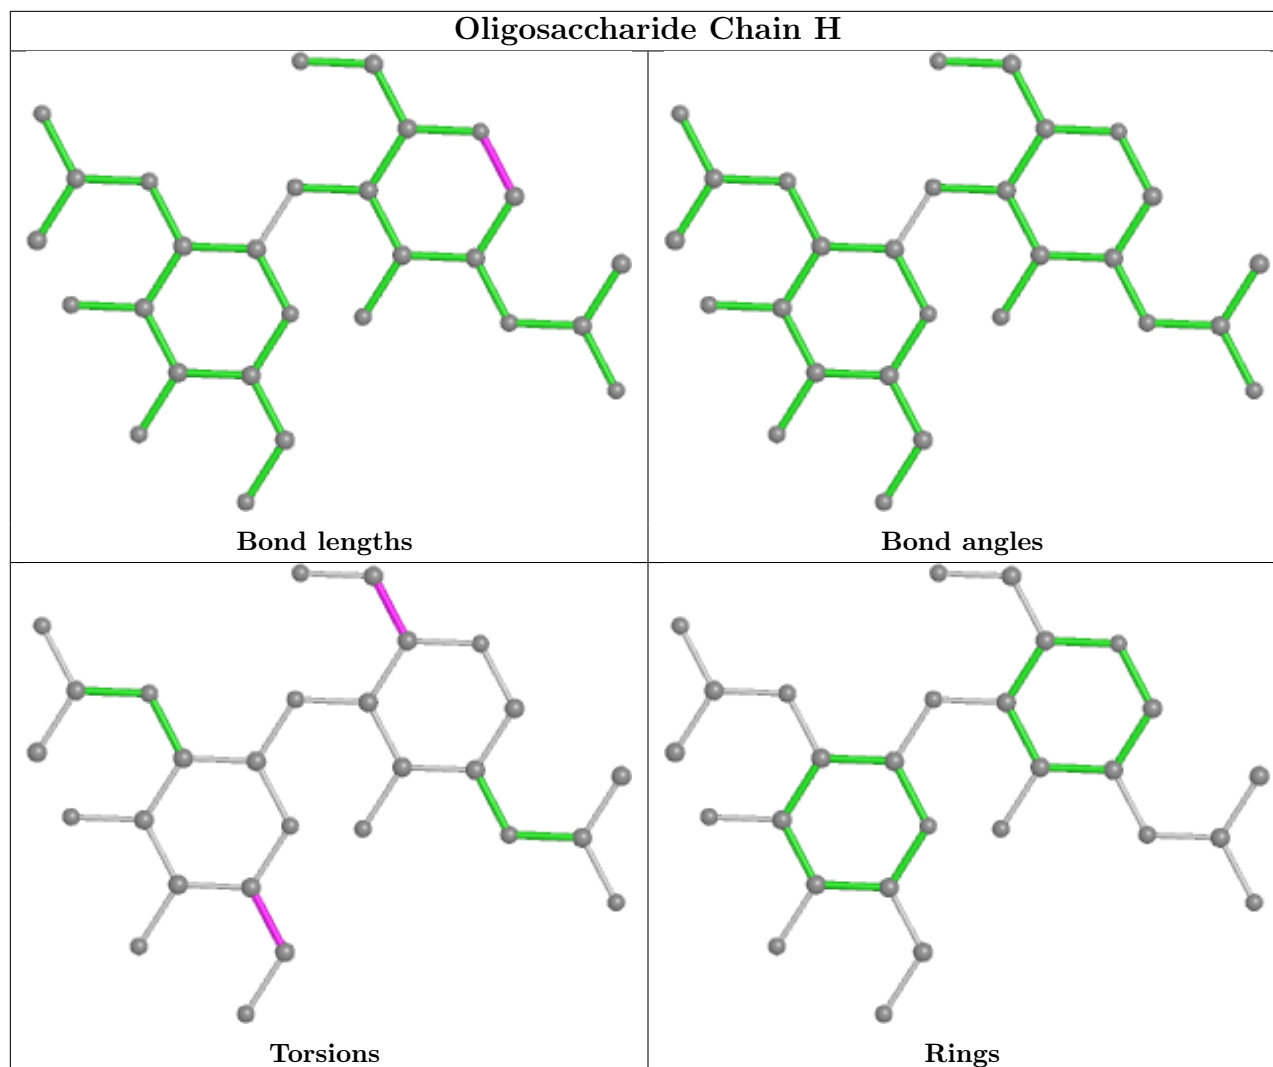 Oligosaccharide Chain H
Bond lengths
Bond angles
Torsions
Rings